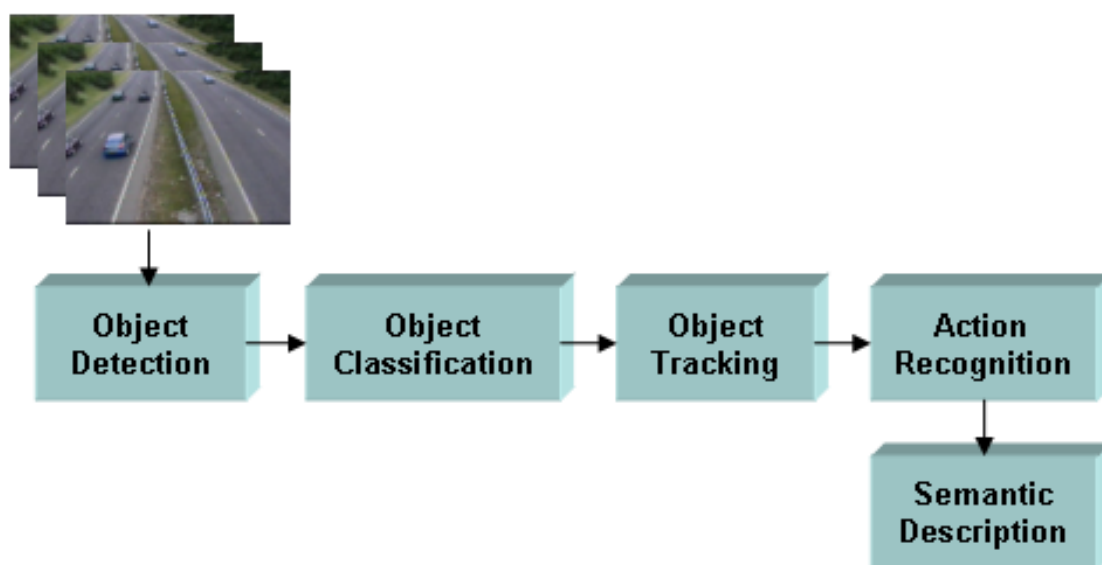 Object
Detection
Object
Classification
Object
Tracking
Action
Recognition
Semantic
Description